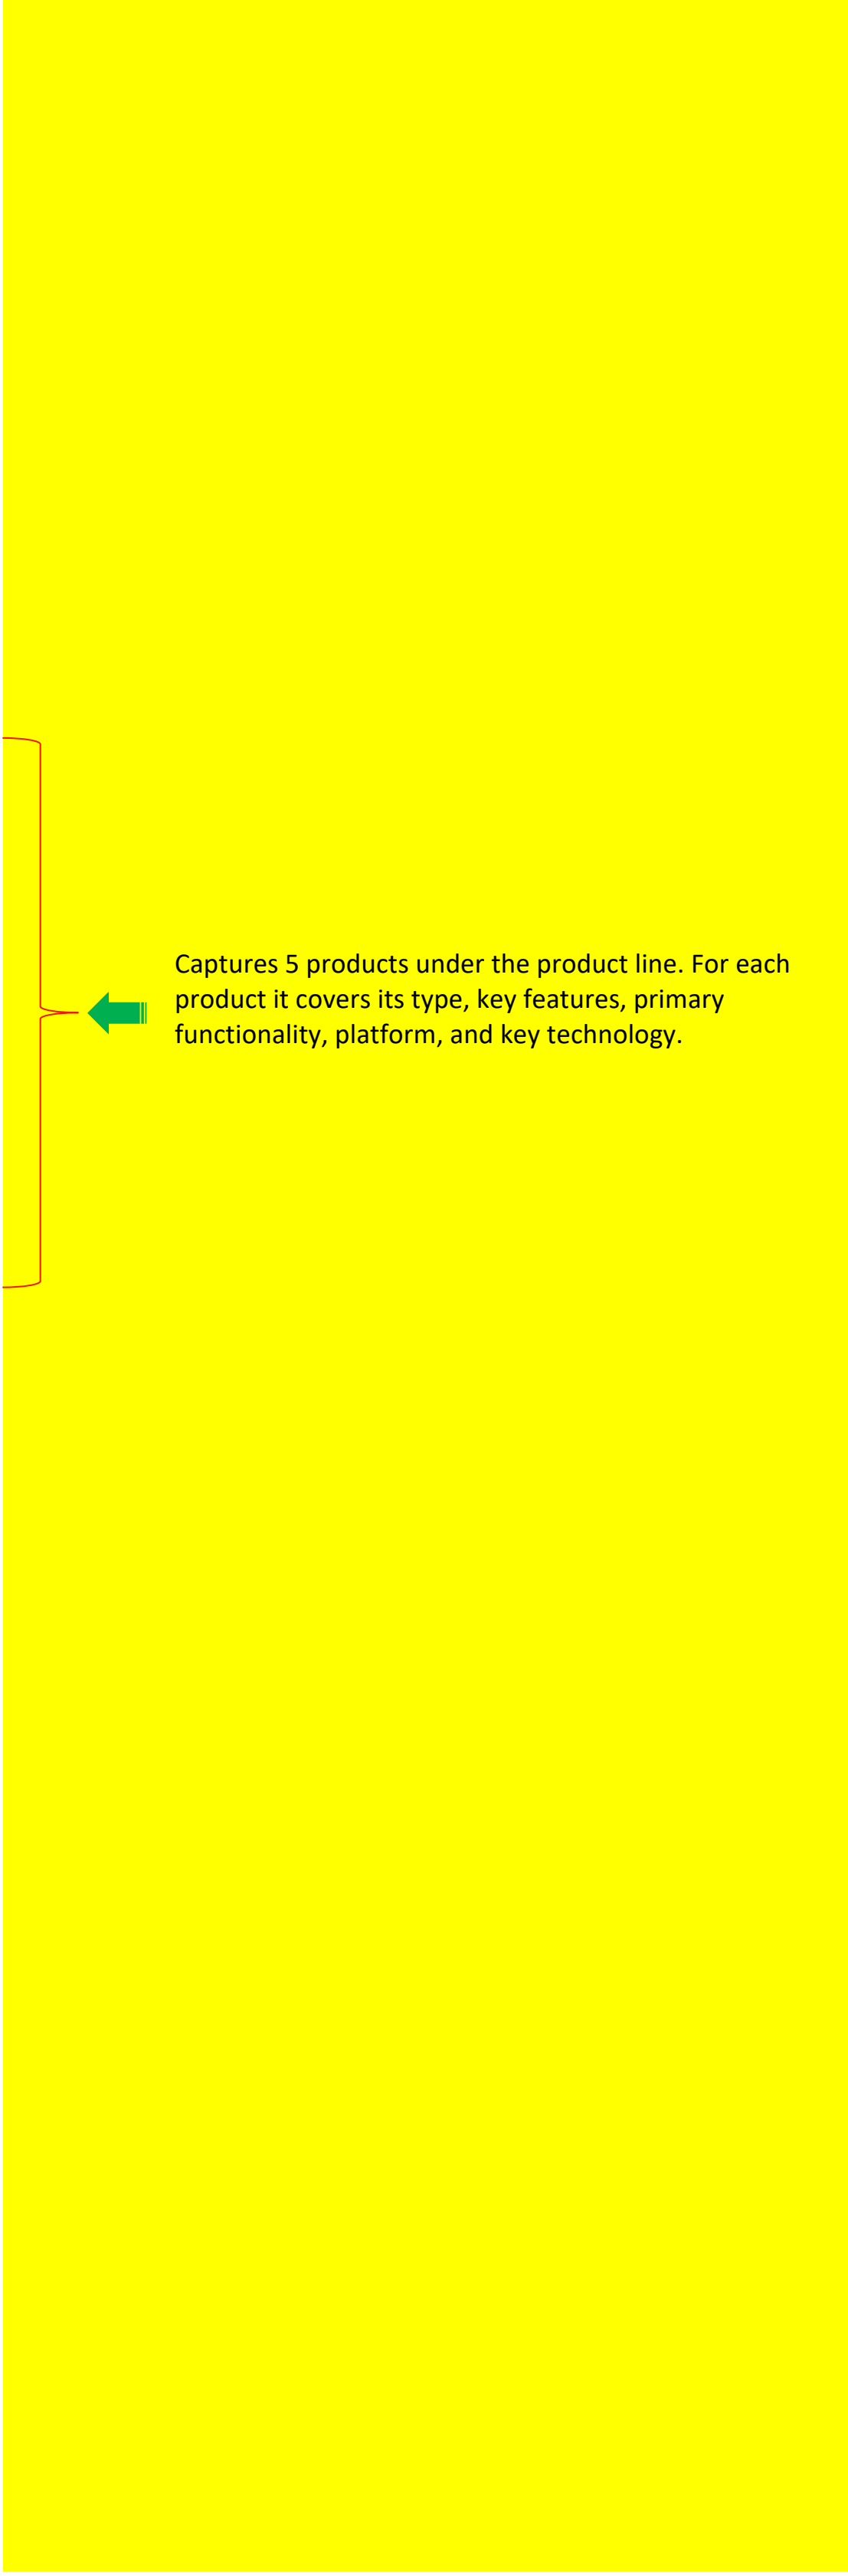 Captures 5 products under the product line. For each
product it covers its type, key features, primary
functionality, platform, and key technology.